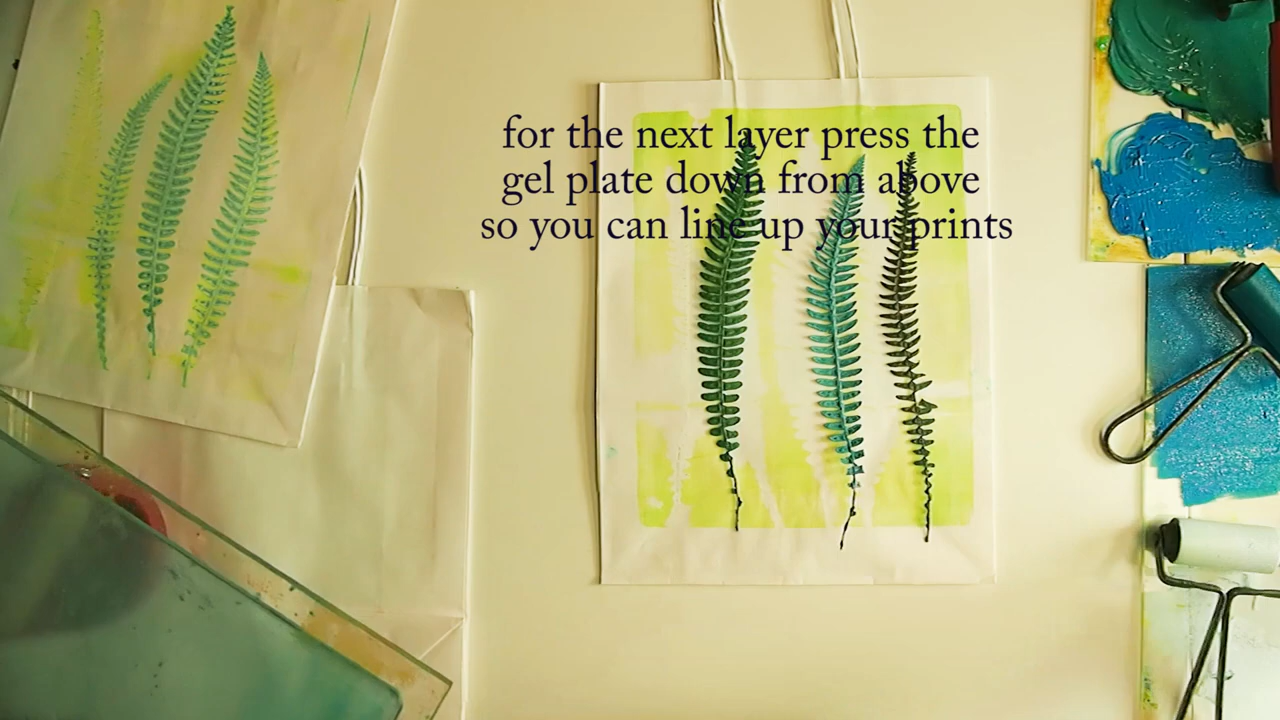 for the next layer press the
gel plate down from above
so you can line up your prints